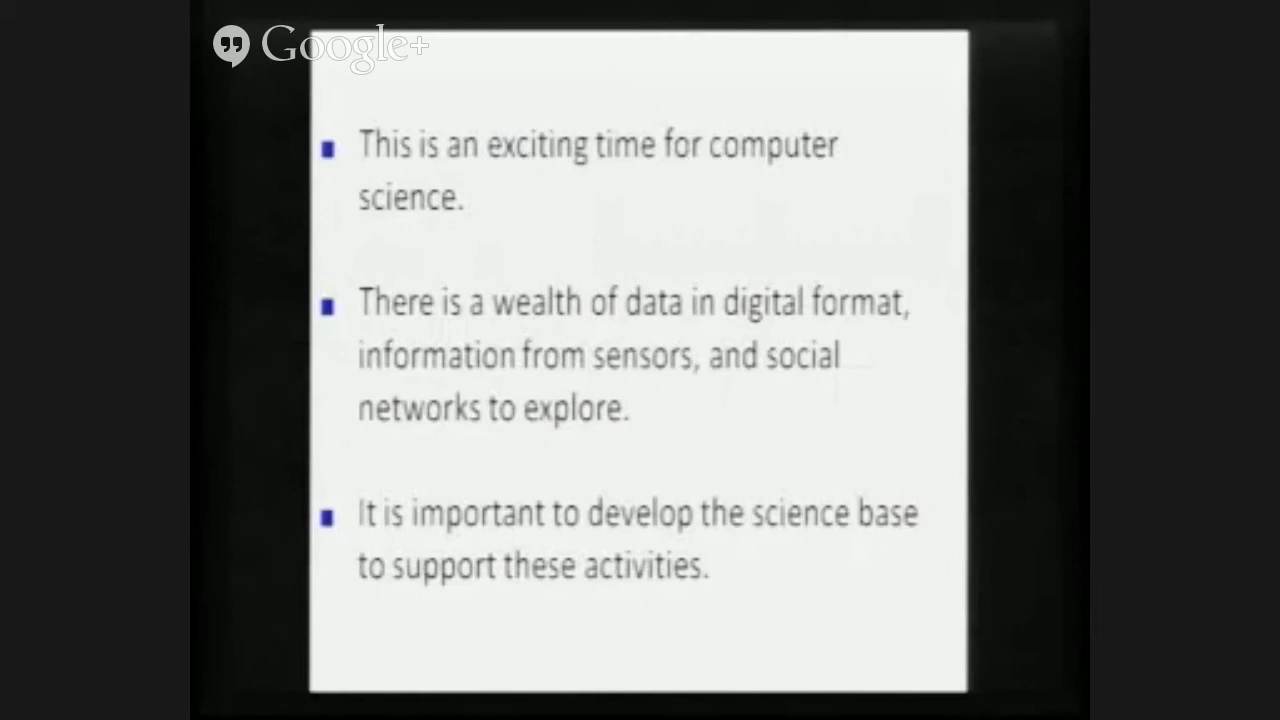 Google+
This is an exciting time for computer
science.
There is a wealth of data in digital format,
information from sensors, and social
networks to explore.
It is important to develop the science base
to support these activities.